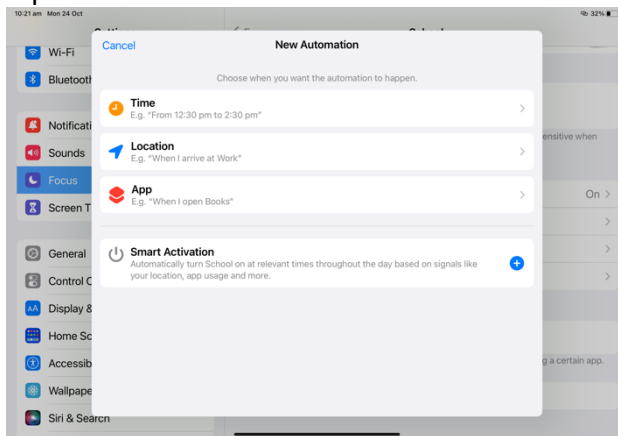 10:21 am Mon 24 Oct
32%
Wi-Fi
Bluetooth
Notificati
Sounds
Focus
Screen T
General
Control C
Display &
Home Sc
Accessib
Wallpape
Siri & Search
Cancel
New Automation
Choose when you want the automation to happen.
Time
E.g. "From 12:30 pm to 2:30 pm"
Location
E.g. "When I arrive at Work"
App
E.g. "When I open Books"
Smart Activation
Automatically turn School on at relevant times throughout the day based on signals like
your location, app usage and more.
ensitive when
On
g a certain app.